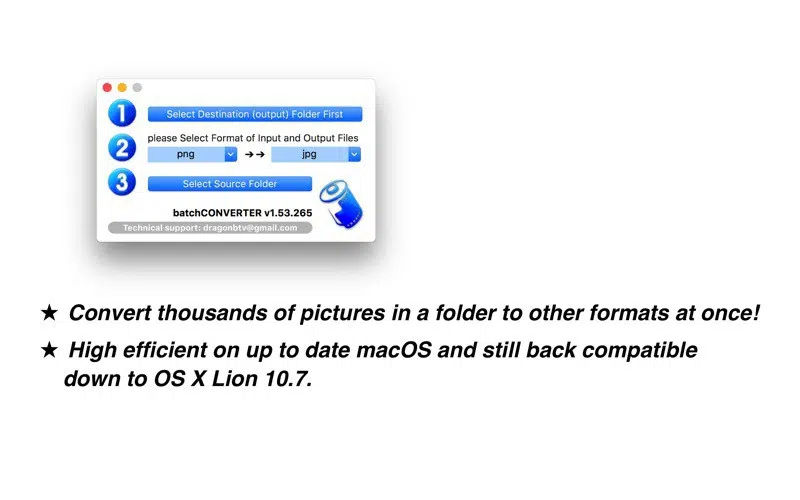 1 Select Destination (output) Folder First
please Select Format of Input and Output Files
2 png ➔➔ jpg
3 Select Source Folder
batchCONVERTER v1.53.265
Technical support: dragonbtv@gmail.com
★ Convert thousands of pictures in a folder to other formats at once!
★ High efficient on up to date macOS and still back compatible
down to OS X Lion 10.7.